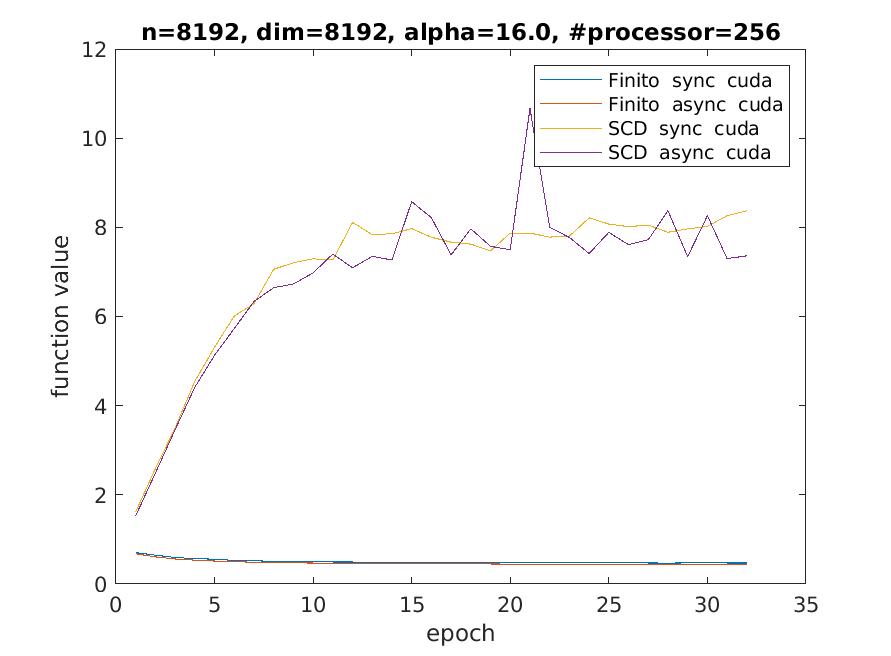 n=8192, dim=8192, alpha=16.0, #processor=256
12
10
8
6
4
2
0
function value
Finito sync cuda
Finito async cuda
SCD sync cuda
SCD async cuda
0 5 10 15 20 25 30 35
epoch